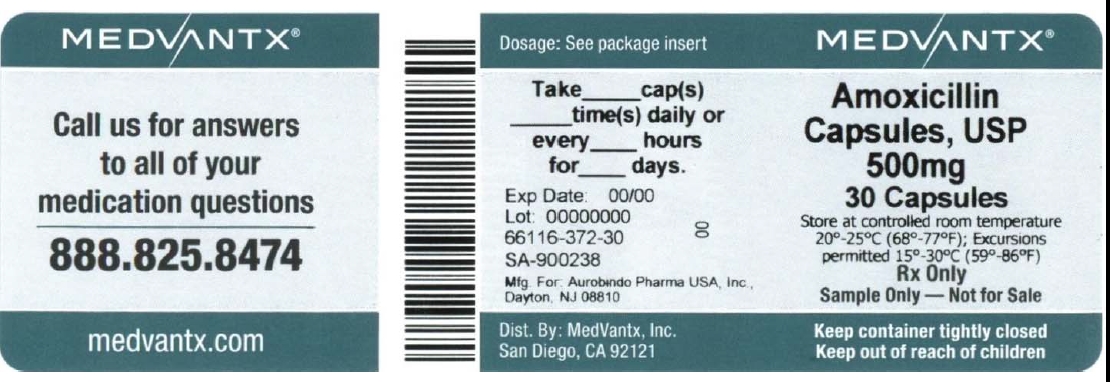 MEDVANTX®
Call us for answers
to all of your
medication questions
888.825.8474
medvantx.com
Dosage: See package insert
Take____cap(s)
_____time(s) daily or
every____ hours
for____ days.
Exp Date: 00/00
Lot: 00000000
66116-372-30
SA-900238
00
Mfg. For: Aurobindo Pharma USA, Inc.,
Dayton, NJ 08810
Dist. By: MedVantx, Inc.
San Diego, CA 92121
MEDVANTX®
Amoxicillin
Capsules, USP
500mg
30 Capsules
Store at controlled room temperature
20°-25°C (68°-77°F); Excursions
permitted 15°-30°C (59°-86°F)
Rx Only
Sample Only — Not for Sale
Keep container tightly closed
Keep out of reach of children